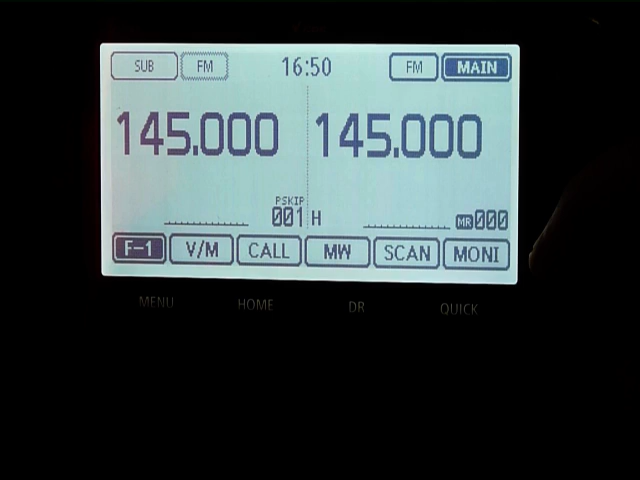 SUB FM 16:50 FM MAIN
145.000 145.000
PSKIP
001 H MR 000
F-1 V/M CALL MW SCAN MONI
MENU HOME DR QUICK